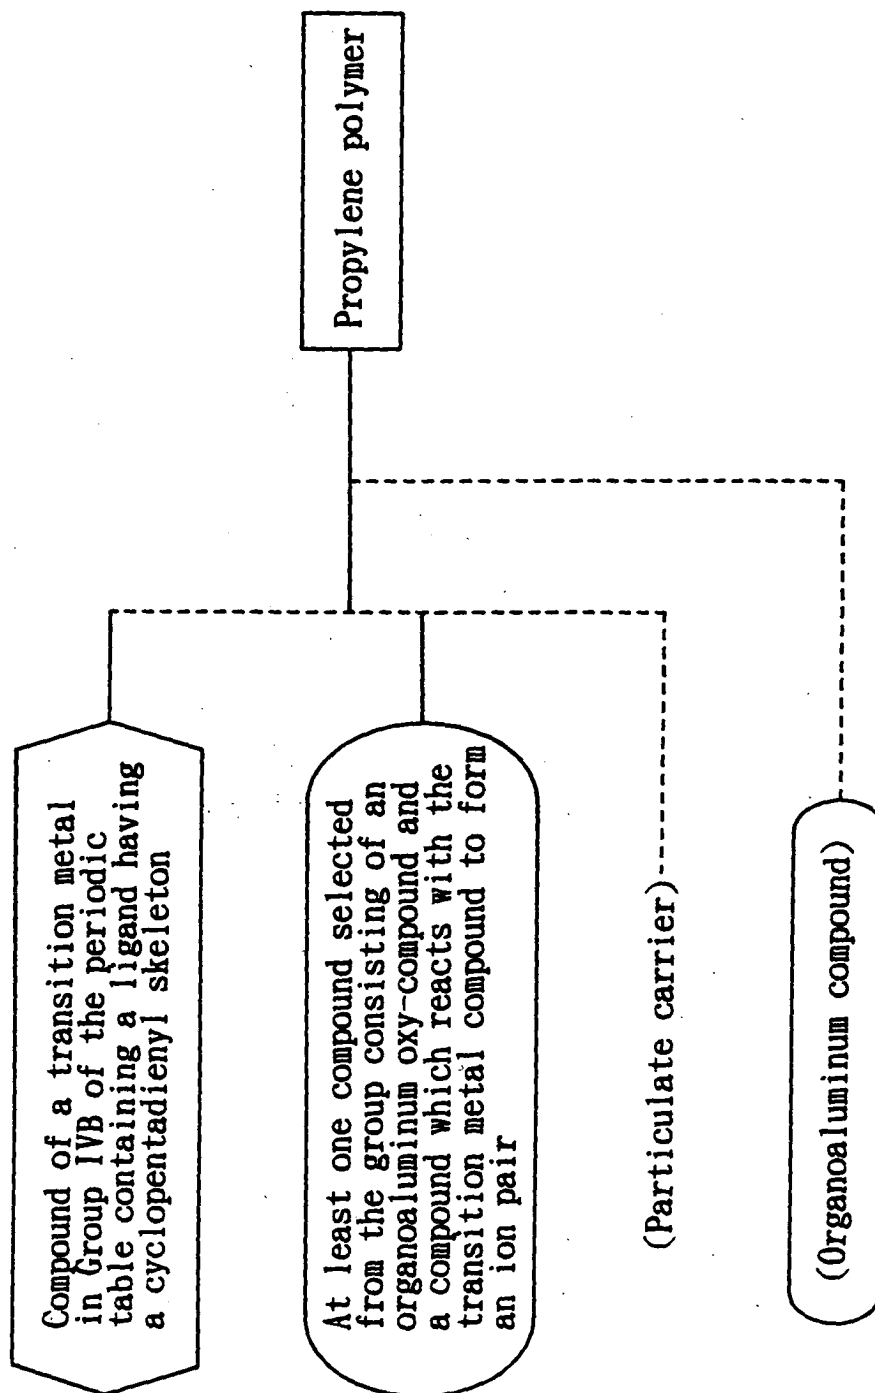 Compound of a transition metal
in Group IVB of the periodic
table containing a ligand having
a cyclopentadienyl skeleton
At least one compound selected
from the group consisting of an
organoaluminum oxy-compound and
a compound which reacts with the
transition metal compound to form
an ion pair
(Particulate carrier)
(Organoaluminum compound)
Propylene polymer